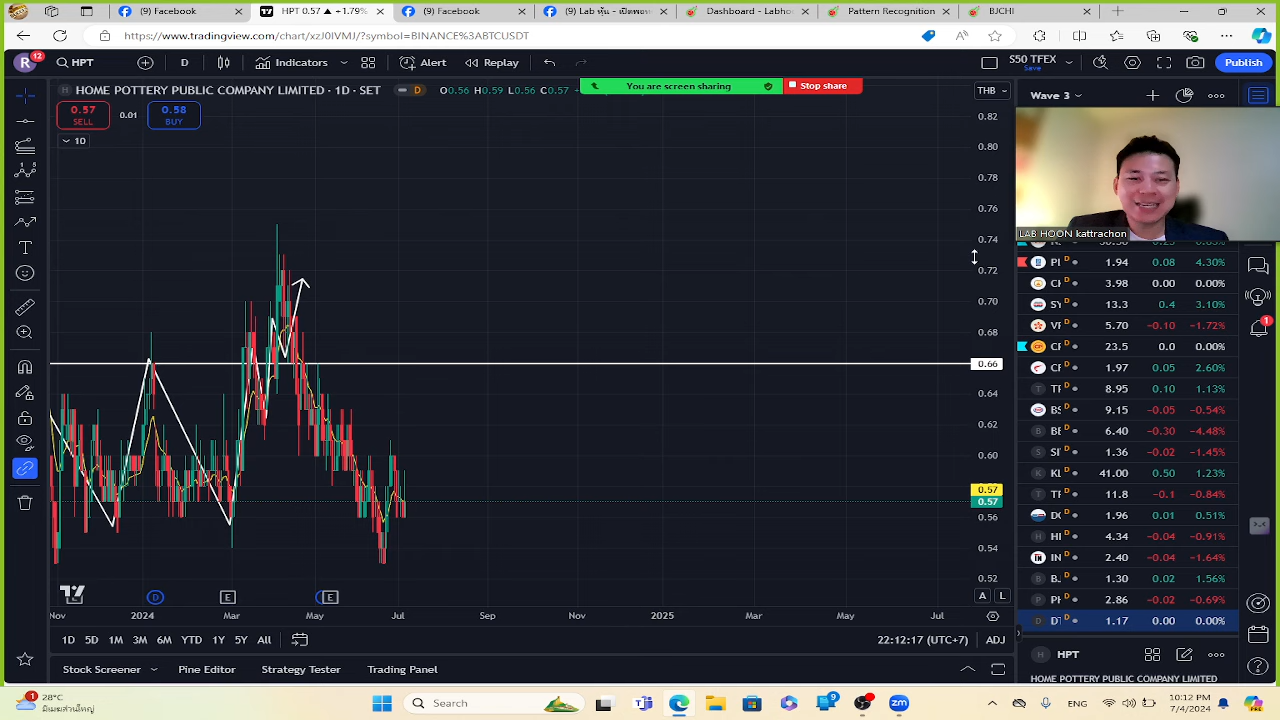 (9) Facebook
HPT 0.57 ▲ +1.79%
(9) Facebook
Dashboard - Labho
Pattern Recognition
BJCHI
https://www.tradingview.com/chart/xzJ0IVMJ/?symbol=BINANCE%3ABTCUSDT
R 12
HPT
D
Indicators
Alert
Replay
S50 TFEX
Save
Publish
HOME POTTERY PUBLIC COMPANY LIMITED · 1D · SET
D
O0.56 H0.59 L0.56 C0.57
You are screen sharing
Stop share
THB
Wave 3
0.57
SELL
0.01
0.58
BUY
10
0.82
0.80
0.78
0.76
0.74
0.72
0.70
0.68
0.66
0.64
0.62
0.60
0.57
0.57
0.56
0.54
0.52
LAB HOON kattrachon
PI D 1.94 0.08 4.30%
D 3.98 0.00 0.00%
SY D 13.3 0.4 3.10%
D 5.70 -0.10 -1.72%
D 23.5 0.0 0.00%
D 1.97 0.05 2.60%
D 8.95 0.10 1.13%
D 9.15 -0.05 -0.54%
D 6.40 -0.30 -4.48%
D 1.36 -0.02 -1.45%
D 41.00 0.50 1.23%
D 11.8 -0.1 -0.84%
D 1.96 0.01 0.51%
D 4.34 -0.04 -0.91%
IN D 2.40 -0.04 -1.64%
D 1.30 0.02 1.56%
D 2.86 -0.02 -0.69%
D 1.17 0.00 0.00%
D E E
A L
Nov 2024 Mar May Jul Sep Nov 2025 Mar May Jul
1D 5D 1M 3M 6M YTD 1Y 5Y All
22:12:17 (UTC+7) ADJ
H HPT
HOME POTTERY PUBLIC COMPANY LIMITED
Stock Screener Pine Editor Strategy Tester Trading Panel
1
28°C
Search
9
ENG
10:12 PM
7/4/2024